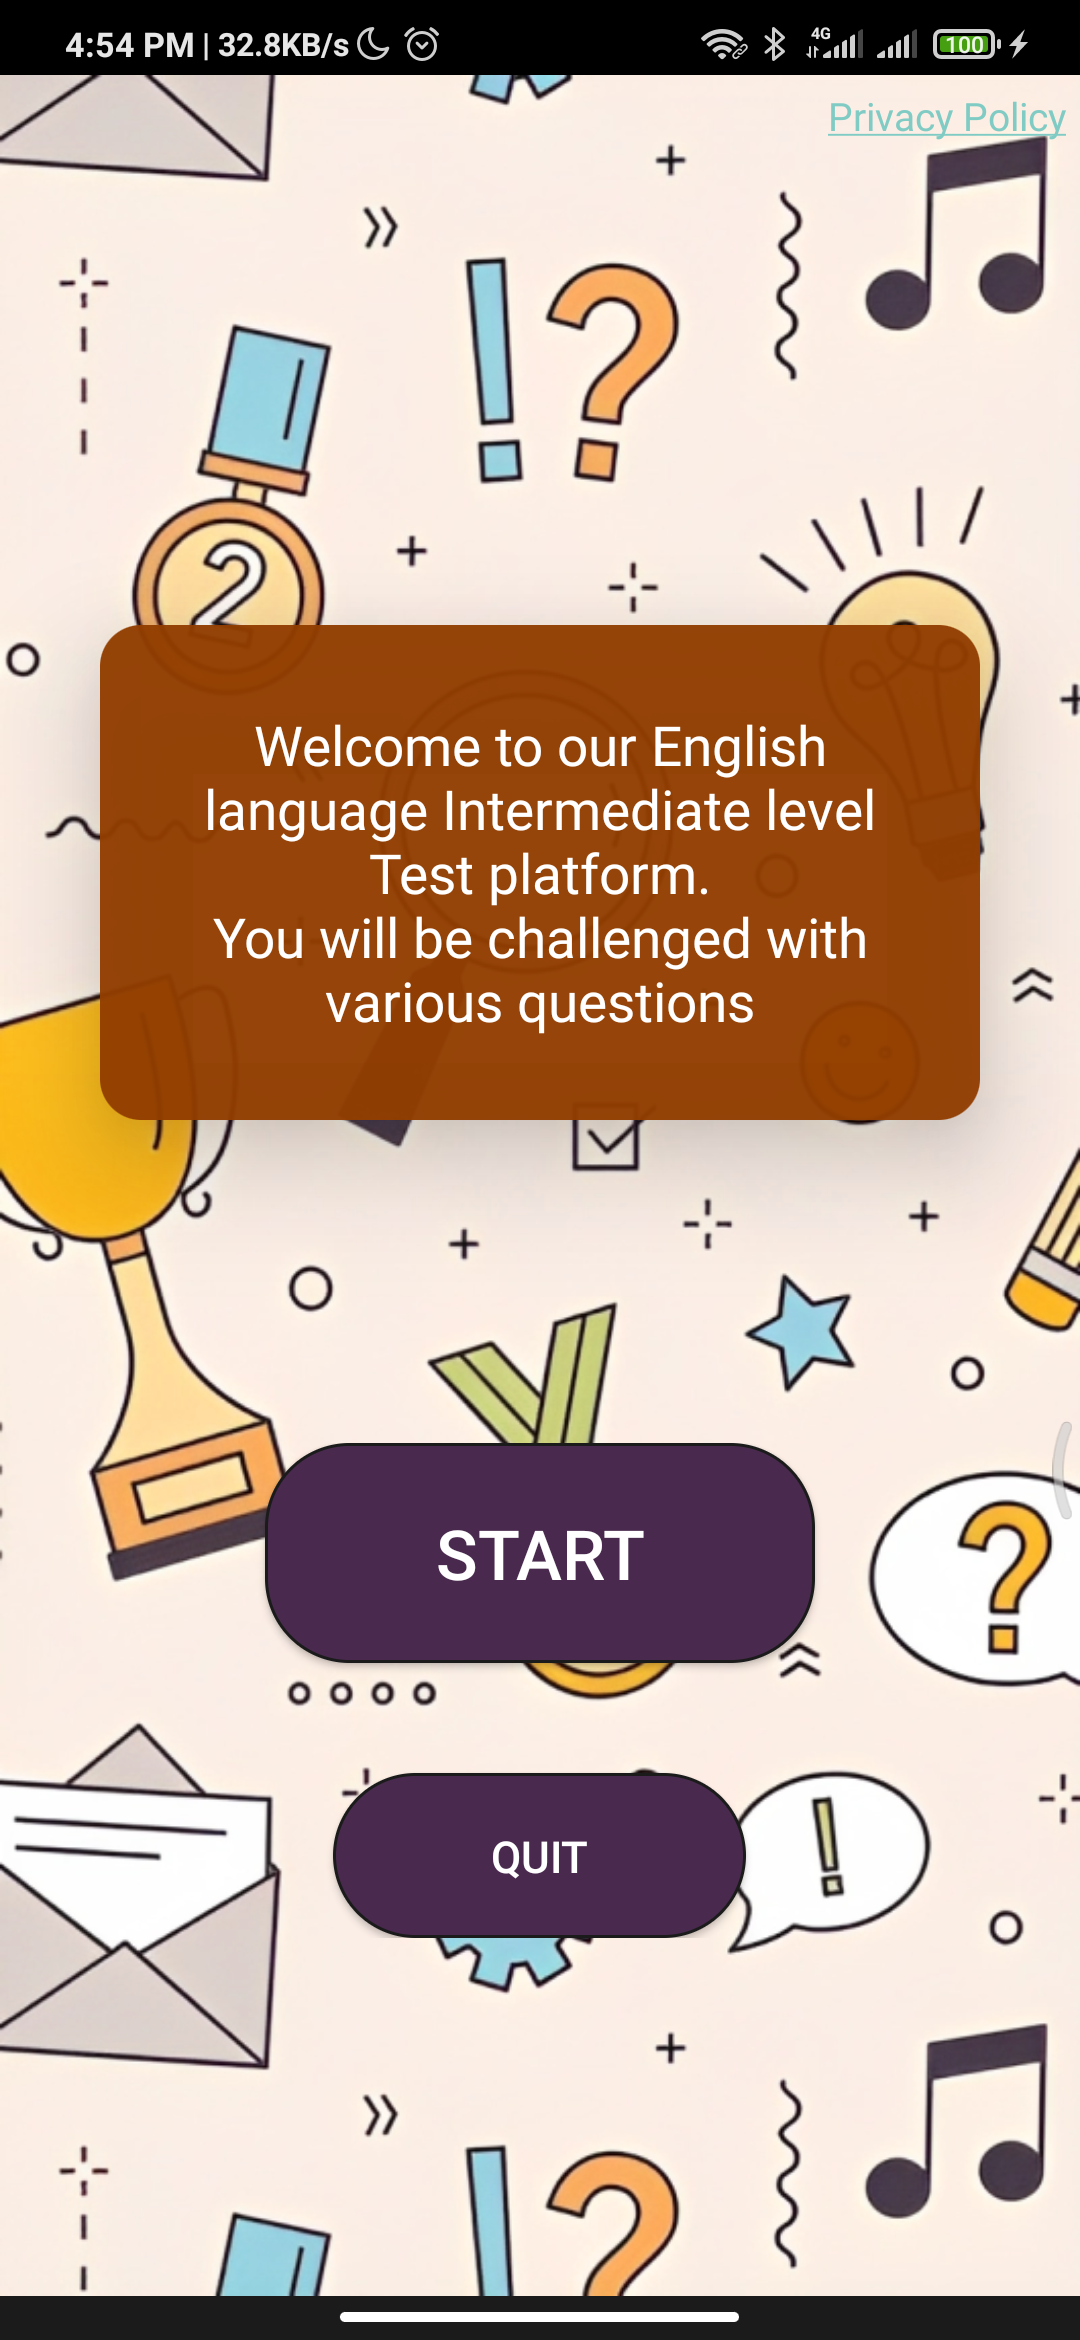 4:54 PM | 32.8KB/s
4G
100
Privacy Policy
!?
2
Welcome to our English
language Intermediate level
Test platform.
You will be challenged with
various questions
START
?
QUIT
!
!?